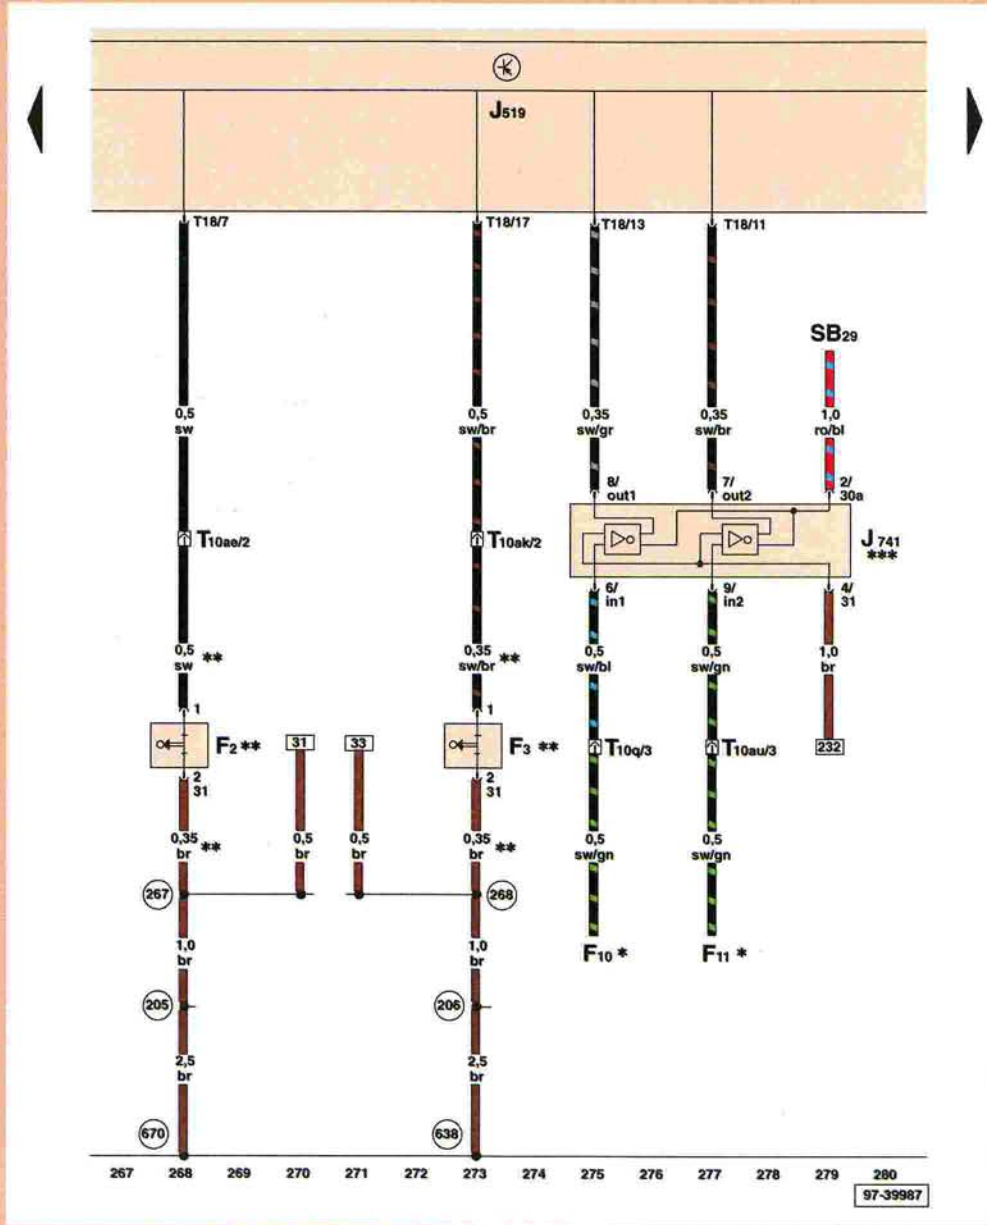 J519
T18/7 T18/17 T18/13 T18/11
SB29
0,5 0,5 0,35 0,35 1,0
sw sw/br sw/gr sw/br ro/bl
8/ 7/ 2/
out1 out2 30a
T10ae/2 T10ak/2 J 741
***
6/ 9/ 4/
in1 in2 31
0,5 ** 0,35 ** 0,5 0,5 1,0
sw sw/br sw/bl sw/gn br
1 1
F2 ** 31 33 F3 ** T10q/3 T10au/3 232
2 2
31 31
0,35 ** 0,5 0,5 0,35 ** 0,5 0,5
br br br br sw/gn sw/gn
267 268
1,0 1,0 F10 * F11 *
br br
205 206
2,5 2,5
br br
670 638
267 268 269 270 271 272 273 274 275 276 277 278 279 280
97-39987